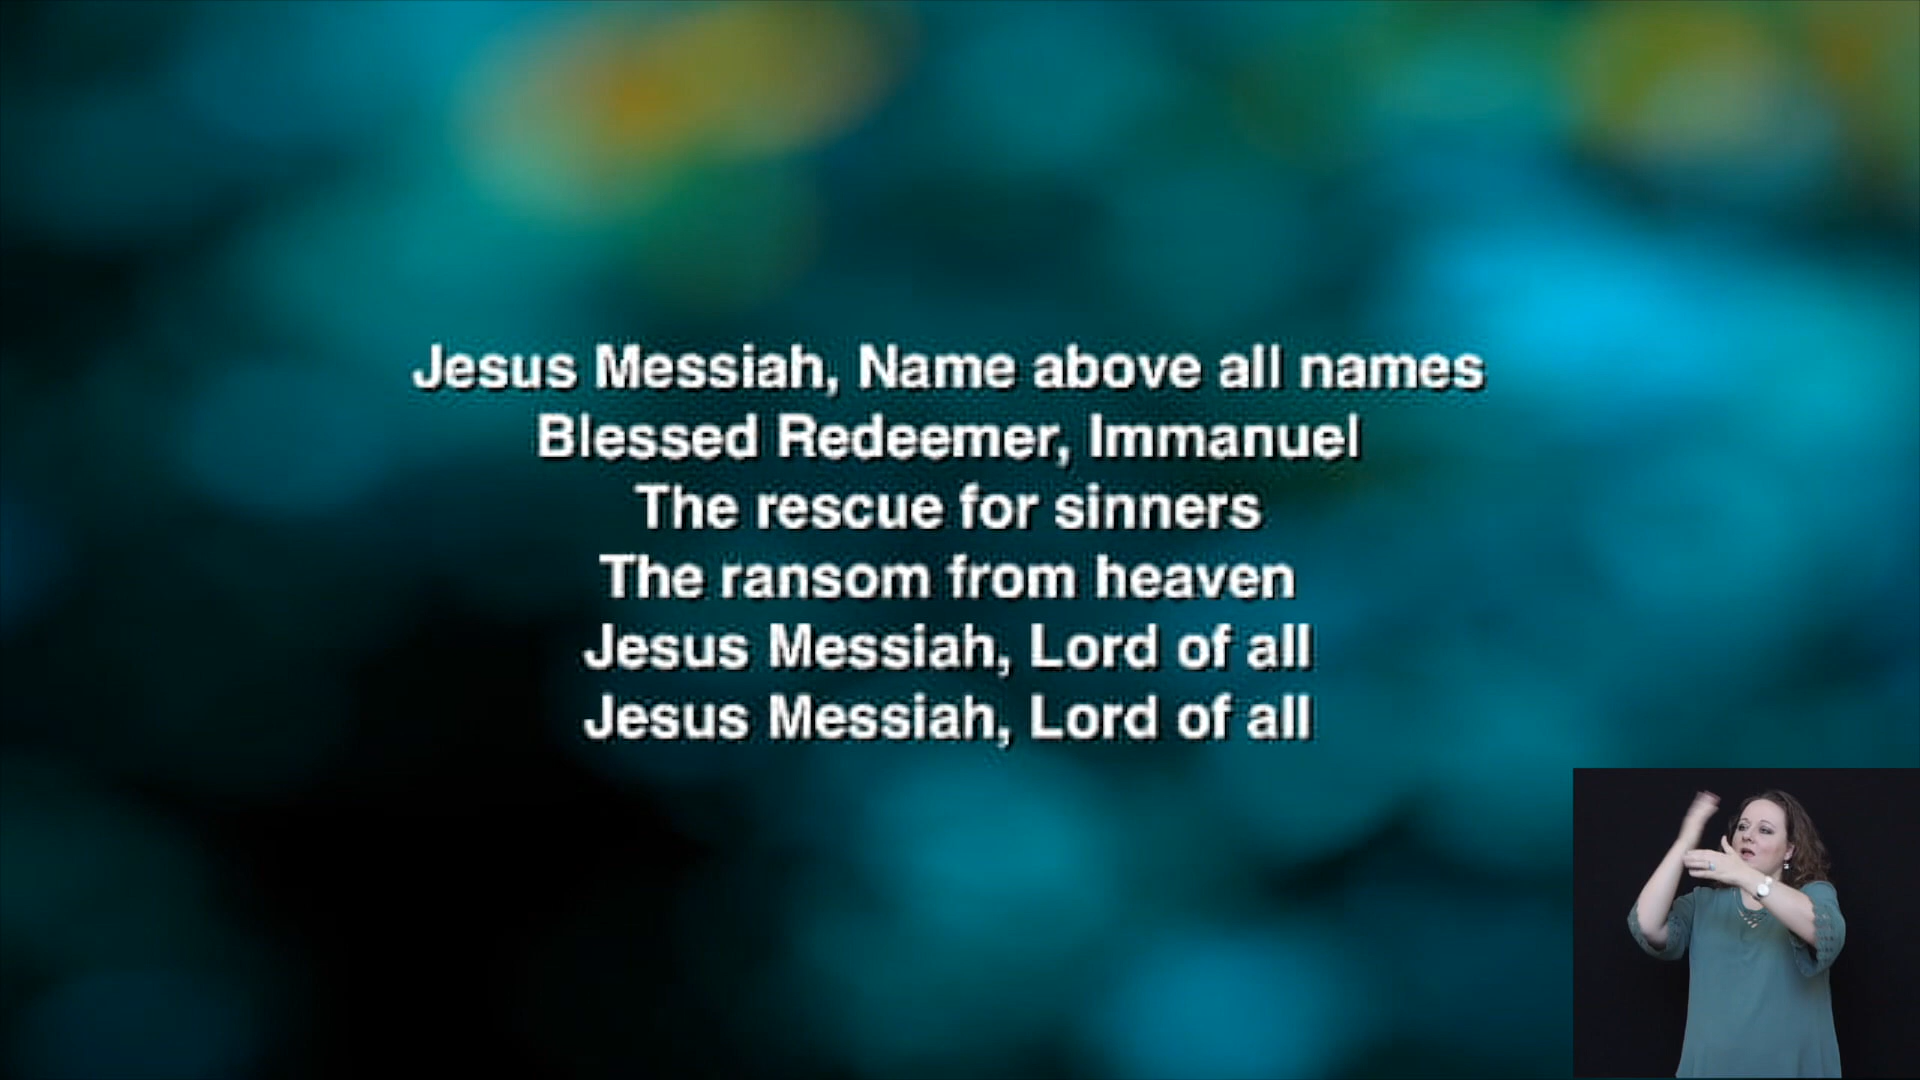 Jesus Messiah, Name above all names
Blessed Redeemer, Immanuel
The rescue for sinners
The ransom from heaven
Jesus Messiah, Lord of all
Jesus Messiah, Lord of all